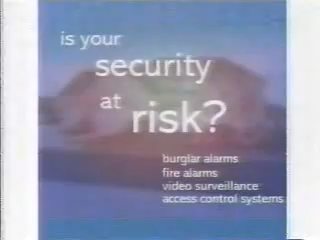 is your
security
at
risk?
burglar alarms
fire alarms
video surveillance
access control systems